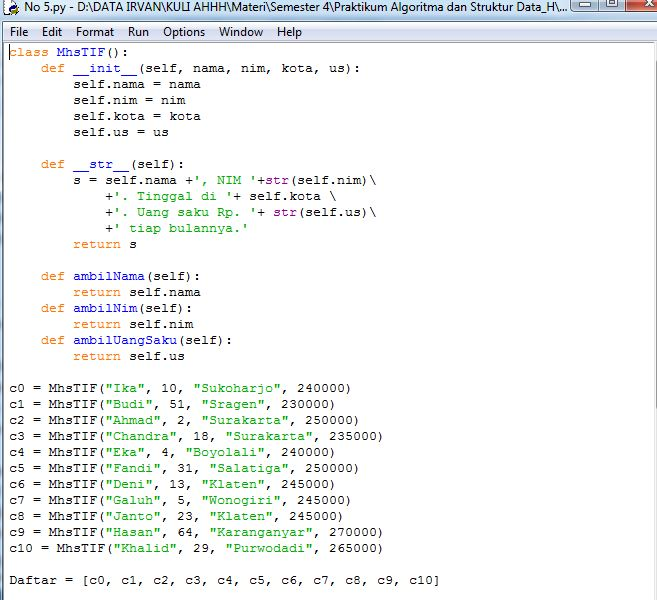 No 5.py - D:\DATA IRVAN\KULI AHHH\Materi\Semester 4\Praktikum Algoritma dan Struktur Data_H\...
File Edit Format Run Options Window Help
class MhsTIF():
    def __init__(self, nama, nim, kota, us):
        self.nama = nama
        self.nim = nim
        self.kota = kota
        self.us = us

    def __str__(self):
        s = self.nama +', NIM '+str(self.nim)\
            +'. Tinggal di '+ self.kota \
            +'. Uang saku Rp. '+ str(self.us)\
            +' tiap bulannya.'
        return s

    def ambilNama(self):
        return self.nama
    def ambilNim(self):
        return self.nim
    def ambilUangSaku(self):
        return self.us

c0 = MhsTIF("Ika", 10, "Sukoharjo", 240000)
c1 = MhsTIF("Budi", 51, "Sragen", 230000)
c2 = MhsTIF("Ahmad", 2, "Surakarta", 250000)
c3 = MhsTIF("Chandra", 18, "Surakarta", 235000)
c4 = MhsTIF("Eka", 4, "Boyolali", 240000)
c5 = MhsTIF("Fandi", 31, "Salatiga", 250000)
c6 = MhsTIF("Deni", 13, "Klaten", 245000)
c7 = MhsTIF("Galuh", 5, "Wonogiri", 245000)
c8 = MhsTIF("Janto", 23, "Klaten", 245000)
c9 = MhsTIF("Hasan", 64, "Karanganyar", 270000)
c10 = MhsTIF("Khalid", 29, "Purwodadi", 265000)

Daftar = [c0, c1, c2, c3, c4, c5, c6, c7, c8, c9, c10]